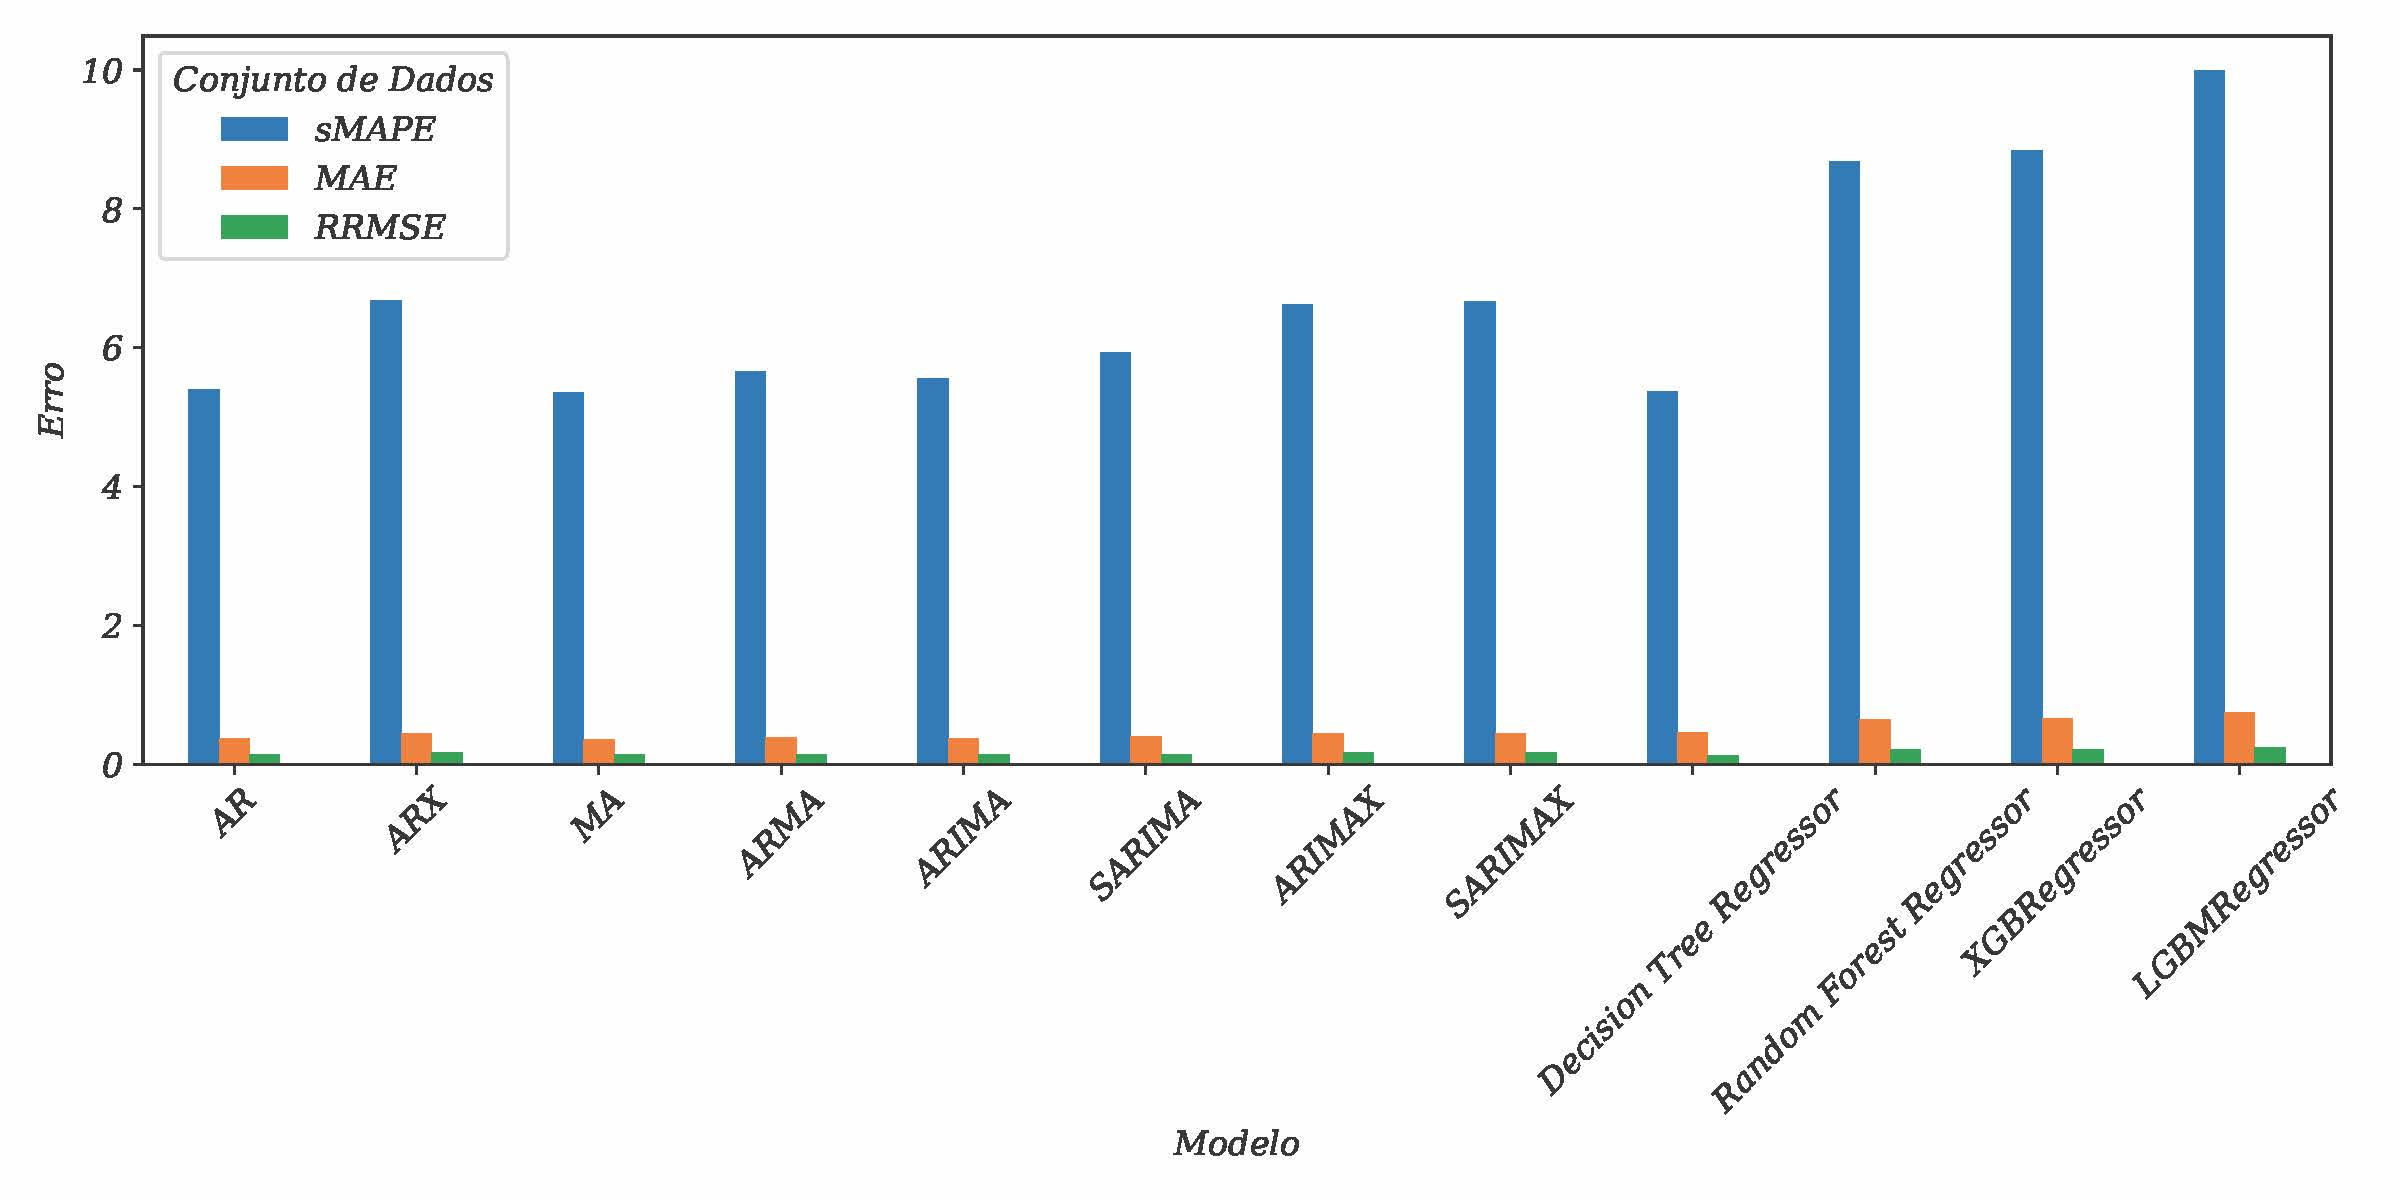 Conjunto de Dados
sMAPE
MAE
RRMSE
10
8
6
4
2
0
Erro
AR
ARX
MA
ARMA
ARIMA
SARIMA
ARIMAX
SARIMAX
Decision Tree Regressor
Random Forest Regressor
XGBRegressor
LGBMRegressor
Modelo